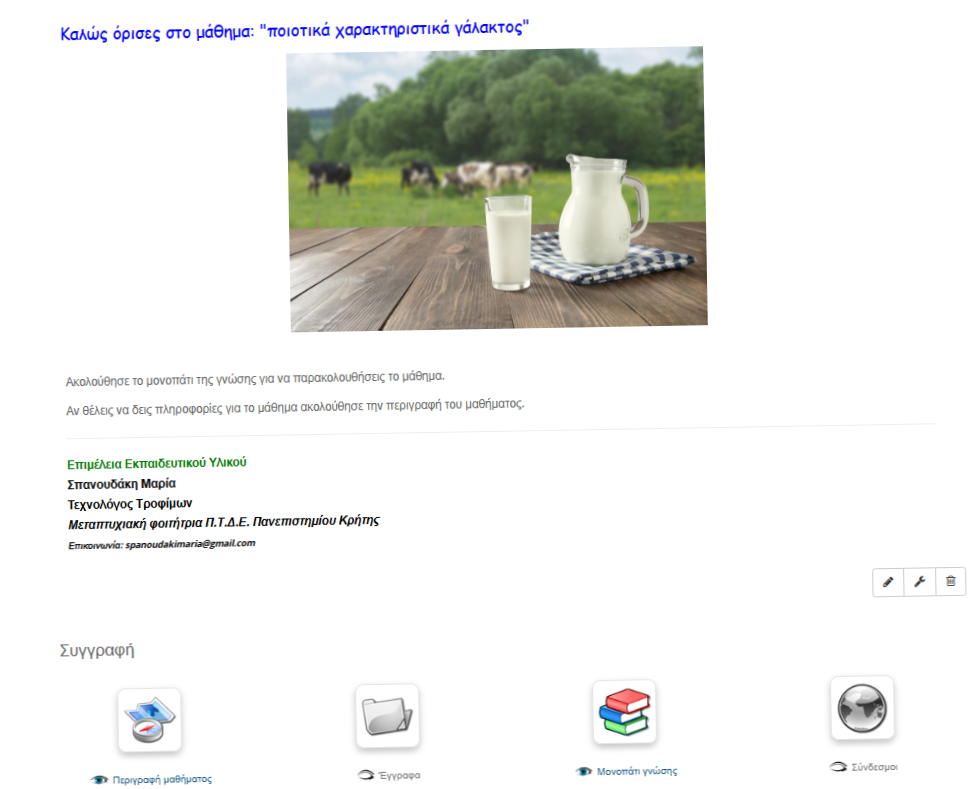 Καλώς όρισες στο μάθημα: "ποιοτικά χαρακτηριστικά γάλακτος"
Ακολούθησε το μονοπάτι της γνώσης για να παρακολουθήσεις το μάθημα.
Αν θέλεις να δεις πληροφορίες για το μάθημα ακολούθησε την περιγραφή του μαθήματος.
Επιμέλεια Εκπαιδευτικού Υλικού
Σπανουδάκη Μαρία
Τεχνολόγος Τροφίμων
Μεταπτυχιακή φοιτήτρια Π.Τ.Δ.Ε. Πανεπιστημίου Κρήτης
Επικοινωνία: spanoudakimaria@gmail.com
Συγγραφή
Περιγραφή μαθήματος
Έγγραφα
Μονοπάτι γνώσης
Σύνδεσμοι